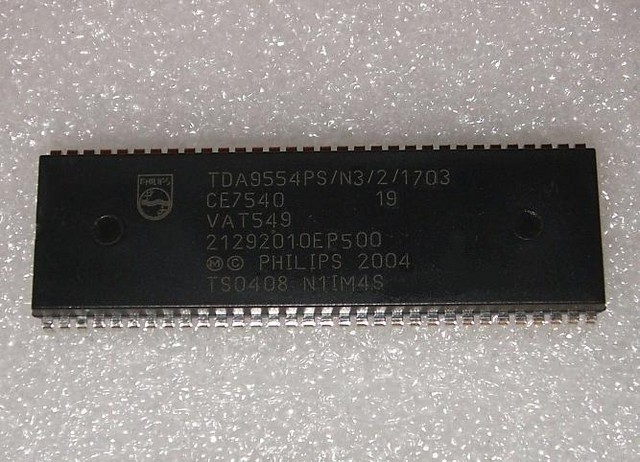 PHILIPS
TDA9554PS/N3/2/1703
CE7540 19
VAT549
21292010EP500
Ⓜ © PHILIPS 2004
TS0408 N1IM4S